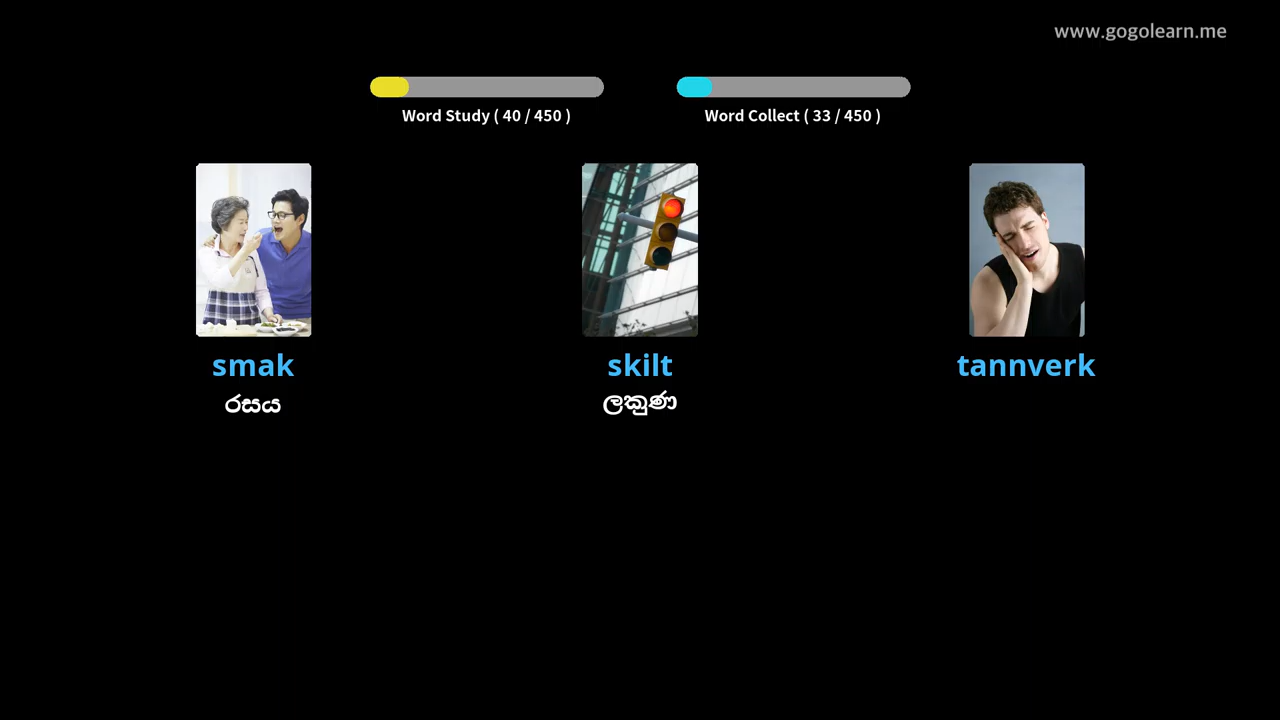 www.gogolearn.me
Word Study ( 40 / 450 )
Word Collect ( 33 / 450 )
smak
skilt
tannverk
රසය
ලකුණ